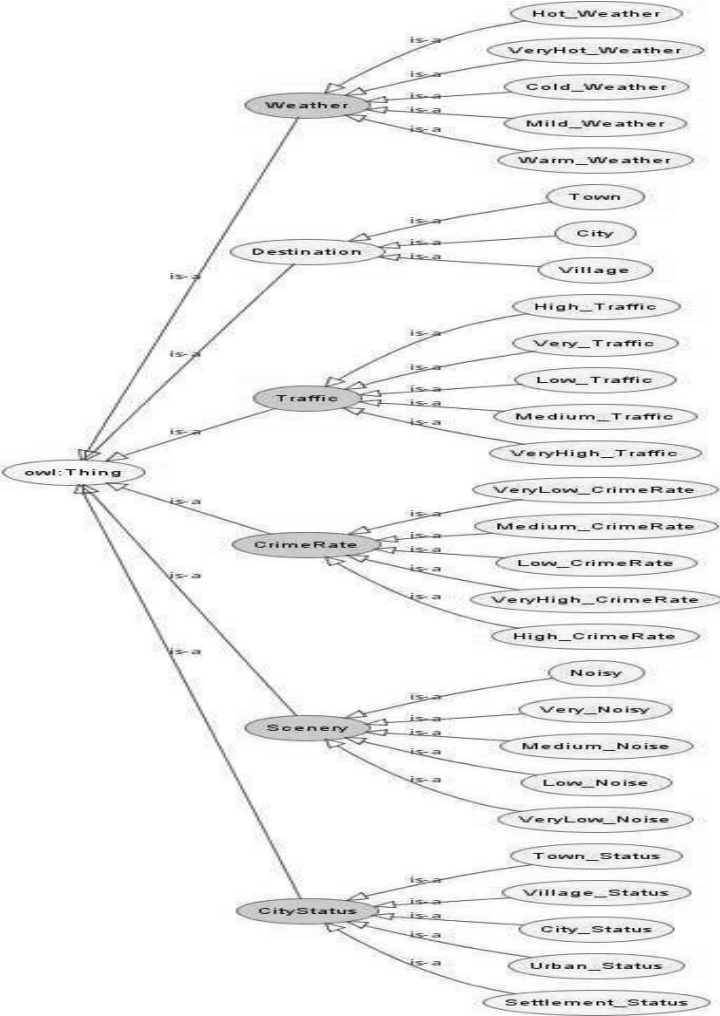 Hot_Weather
is-a
VeryHot_Weather
is-a
Cold_Weather
is-a
Weather
is-a
Mild_Weather
is-a
Warm_Weather
Town
is-a
City
is-a
Destination
is-a
Village
is-a
High_Traffic
is-a
Very_Traffic
is-a
is-a
Low_Traffic
is-a
Traffic
is-a
Medium_Traffic
is-a
is-a
VeryHigh_Traffic
owl:Thing
VeryLow_CrimeRate
is-a
is-a
Medium_CrimeRate
is-a
CrimeRate
is-a
Low_CrimeRate
is-a
is-a
VeryHigh_CrimeRate
is-a
High_CrimeRate
is-a
Noisy
is-a
Very_Noisy
is-a
Scenery
is-a
Medium_Noise
is-a
Low_Noise
is-a
VeryLow_Noise
Town_Status
is-a
Village_Status
is-a
CityStatus
is-a
City_Status
is-a
Urban_Status
is-a
Settlement_Status